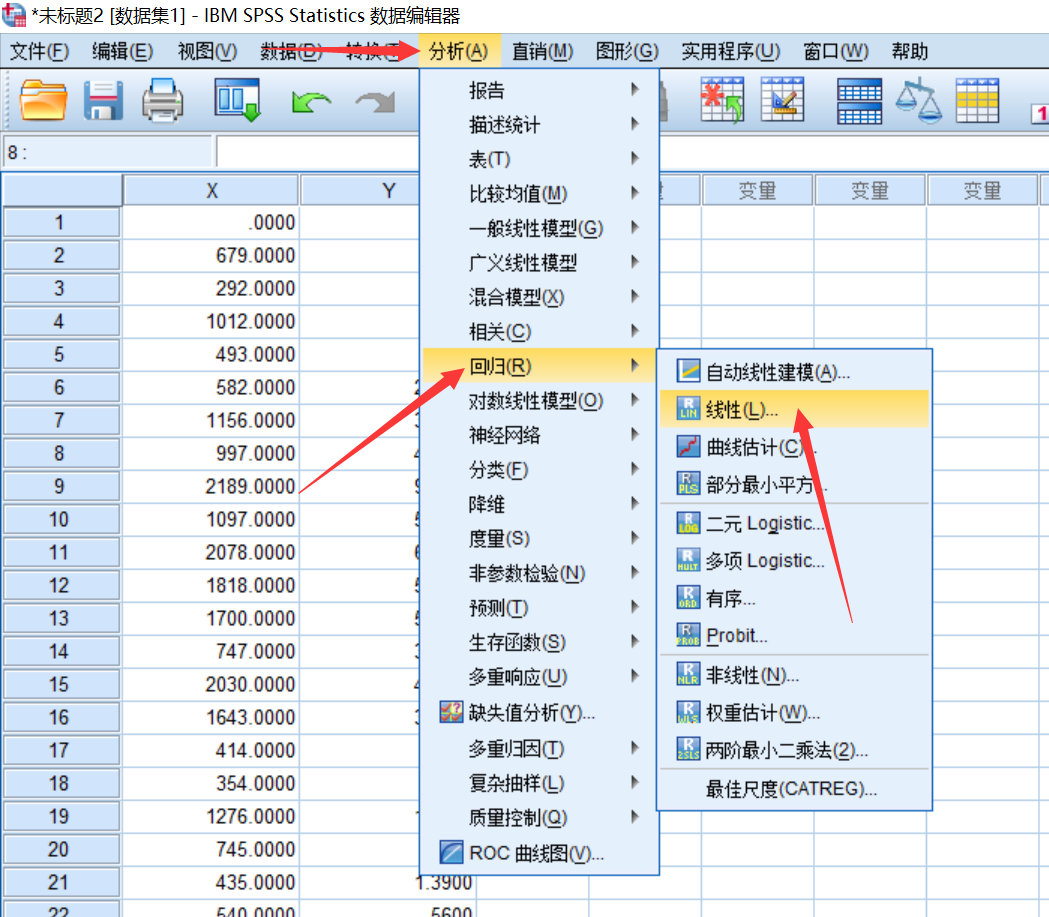 *未标题2 [数据集1] - IBM SPSS Statistics 数据编辑器
文件(F) 编辑(E) 视图(V) 数据(D) 转换(T) 分析(A) 直销(M) 图形(G) 实用程序(U) 窗口(W) 帮助
8 :
X Y 变量 变量 变量
1 .0000
2 679.0000
3 292.0000
4 1012.0000
5 493.0000
6 582.0000
7 1156.0000
8 997.0000
9 2189.0000
10 1097.0000
11 2078.0000
12 1818.0000
13 1700.0000
14 747.0000
15 2030.0000
16 1643.0000
17 414.0000
18 354.0000
19 1276.0000
20 745.0000
21 435.0000 1.3900
22 540.0000 .5600
报告
描述统计
表(T)
比较均值(M)
一般线性模型(G)
广义线性模型
混合模型(X)
相关(C)
回归(R)
对数线性模型(O)
神经网络
分类(F)
降维
度量(S)
非参数检验(N)
预测(T)
生存函数(S)
多重响应(U)
缺失值分析(Y)...
多重归因(T)
复杂抽样(L)
质量控制(Q)
ROC 曲线图(V)...
自动线性建模(A)...
线性(L)...
曲线估计(C)...
部分最小平方...
二元 Logistic...
多项 Logistic...
有序...
Probit...
非线性(N)...
权重估计(W)...
两阶最小二乘法(2)...
最佳尺度(CATREG)...